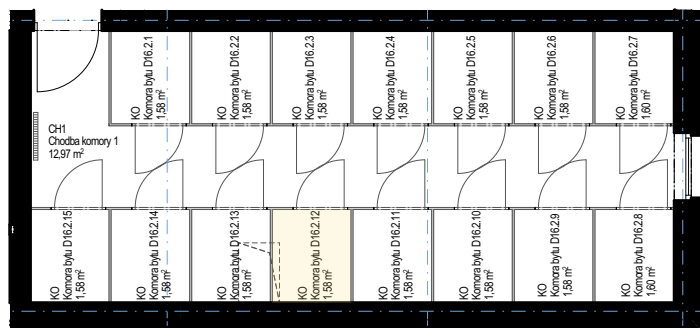 KO
Komora bytu D16.2.1
1,58 m²
KO
Komora bytu D16.2.2
1,58 m²
KO
Komora bytu D16.2.3
1,58 m²
KO
Komora bytu D16.2.4
1,58 m²
KO
Komora bytu D16.2.5
1,58 m²
KO
Komora bytu D16.2.6
1,58 m²
KO
Komora bytu D16.2.7
1,60 m²
CH1
Chodba komory 1
12,97 m²
KO
Komora bytu D16.2.15
1,58 m²
KO
Komora bytu D16.2.14
1,58 m²
KO
Komora bytu D16.2.13
1,58 m²
KO
Komora bytu D16.2.12
1,58 m²
KO
Komora bytu D16.2.11
1,58 m²
KO
Komora bytu D16.2.10
1,58 m²
KO
Komora bytu D16.2.9
1,58 m²
KO
Komora bytu D16.2.8
1,60 m²